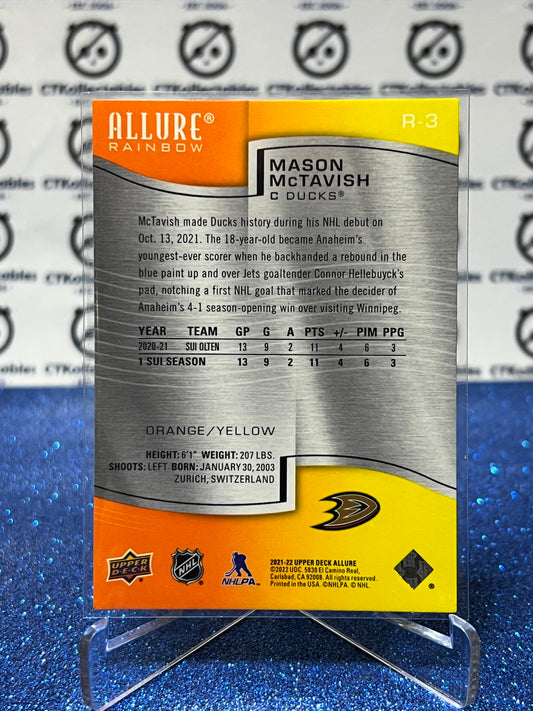 CTKollectables
ALLURE®
RAINBOW
R-3
MASON
McTAVISH
C DUCKS®
McTavish made Ducks history during his NHL debut on
Oct. 13, 2021. The 18-year-old became Anaheim's
youngest-ever scorer when he backhanded a rebound in the
blue paint up and over Jets goaltender Connor Hellebuyck's
pad, notching a first NHL goal that marked the decider of
Anaheim's 4-1 season-opening win over visiting Winnipeg.
YEAR TEAM GP G A PTS +/- PIM PPG
2020-21 SUI OLTEN 13 9 2 11 4 6 3
1 SUI SEASON 13 9 2 11 4 6 3
ORANGE/YELLOW
HEIGHT: 6'1" WEIGHT: 207 LBS.
SHOOTS: LEFT BORN: JANUARY 30, 2003
ZURICH, SWITZERLAND
UPPER
DECK
NHL
NHLPA
2021-22 UPPER DECK ALLURE
©2022 UDC. 5830 El Camino Real,
Carlsbad, CA 92008. All rights reserved.
Printed in the USA. ©NHLPA. © NHL.
®